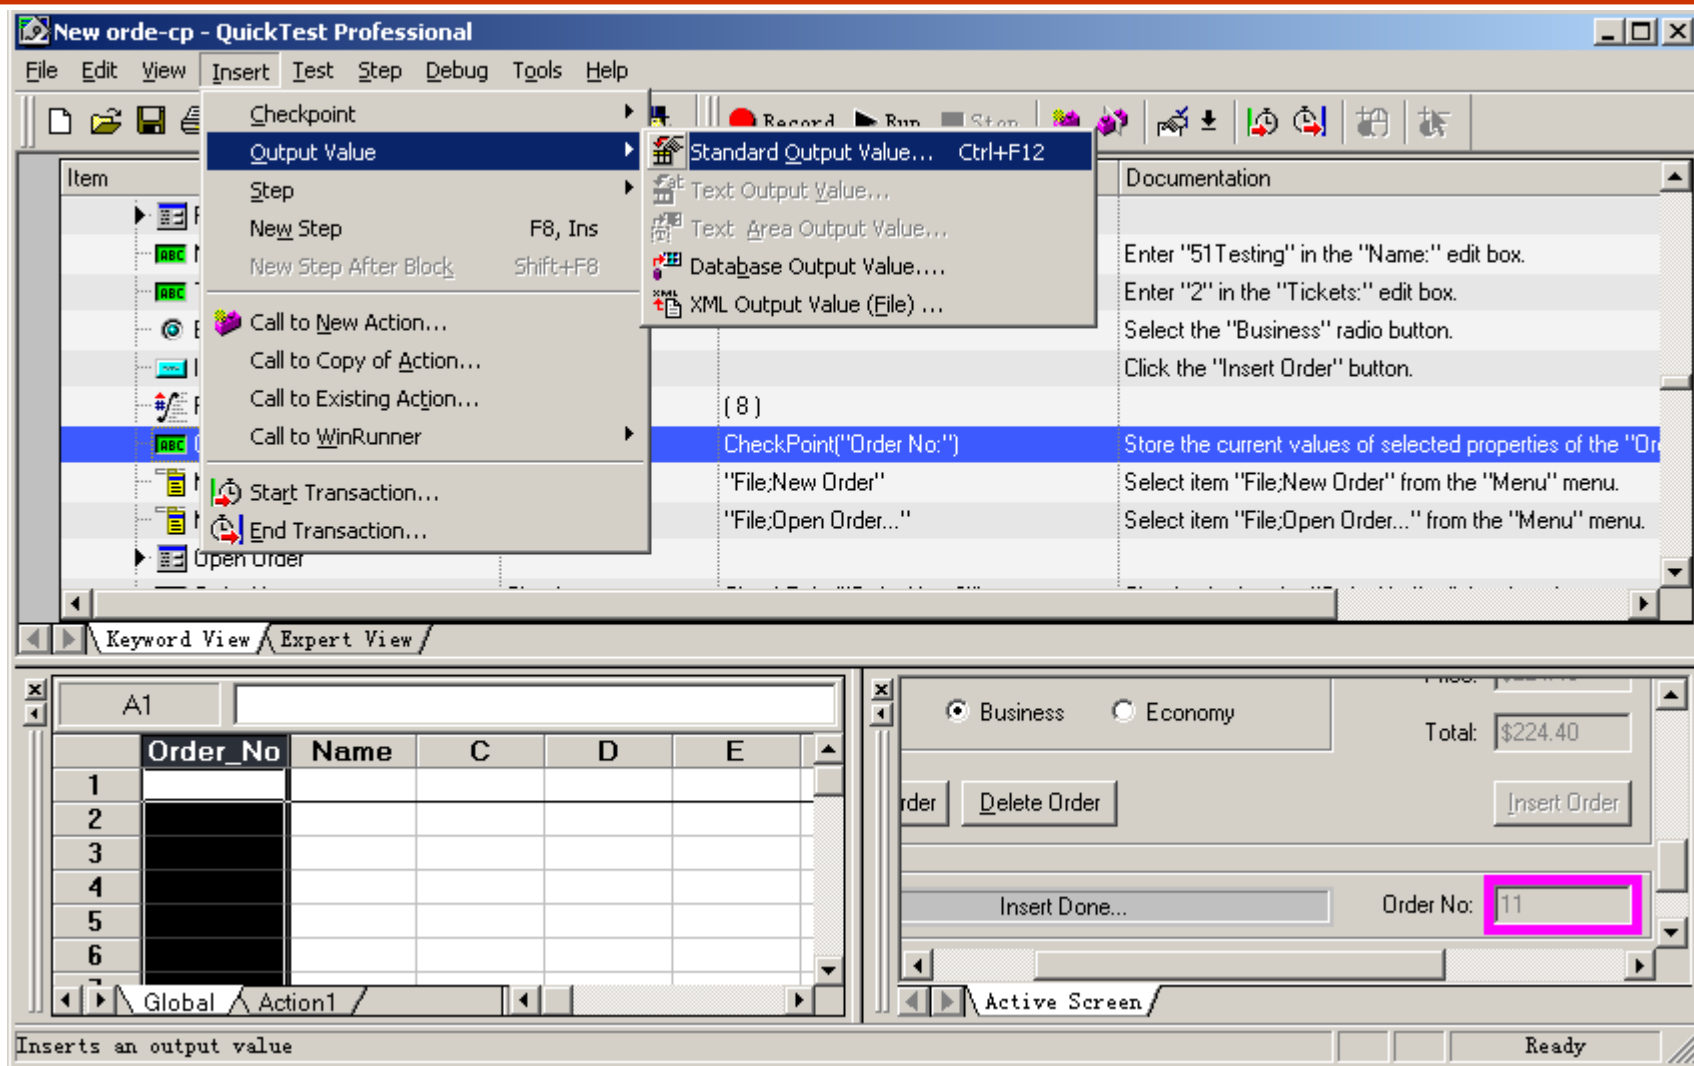 New orde-cp - QuickTest Professional
File Edit View Insert Test Step Debug Tools Help
Record Run Stop
Checkpoint
Output Value
Step
New Step F8, Ins
New Step After Block Shift+F8
Call to New Action...
Call to Copy of Action...
Call to Existing Action...
Call to WinRunner
Start Transaction...
End Transaction...
Standard Output Value... Ctrl+F12
Text Output Value...
Text Area Output Value...
Database Output Value....
XML Output Value (File) ...
Item Documentation
Enter "51Testing" in the "Name:" edit box.
Enter "2" in the "Tickets:" edit box.
Select the "Business" radio button.
Click the "Insert Order" button.
(8)
CheckPoint("Order No:") Store the current values of selected properties of the "Or
"File;New Order" Select item "File;New Order" from the "Menu" menu.
"File;Open Order..." Select item "File;Open Order..." from the "Menu" menu.
Open Order
Keyword View Expert View
A1
Order_No Name C D E
1
2
3
4
5
6
Global Action1
Business Economy
Total: $224.40
rder Delete Order Insert Order
Insert Done... Order No: 11
Active Screen
Inserts an output value Ready